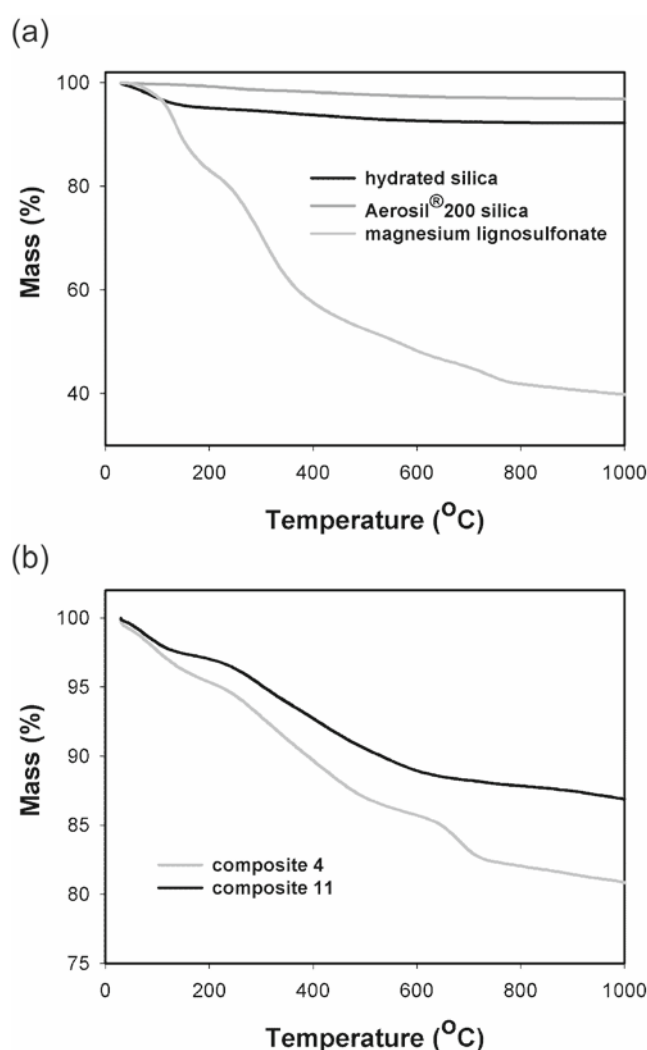 (a)
100
80
60
40
Mass (%)
hydrated silica
Aerosil®200 silica
magnesium lignosulfonate
0 200 400 600 800 1000
Temperature (°C)
(b)
100
95
90
85
80
75
Mass (%)
composite 4
composite 11
0 200 400 600 800 1000
Temperature (°C)